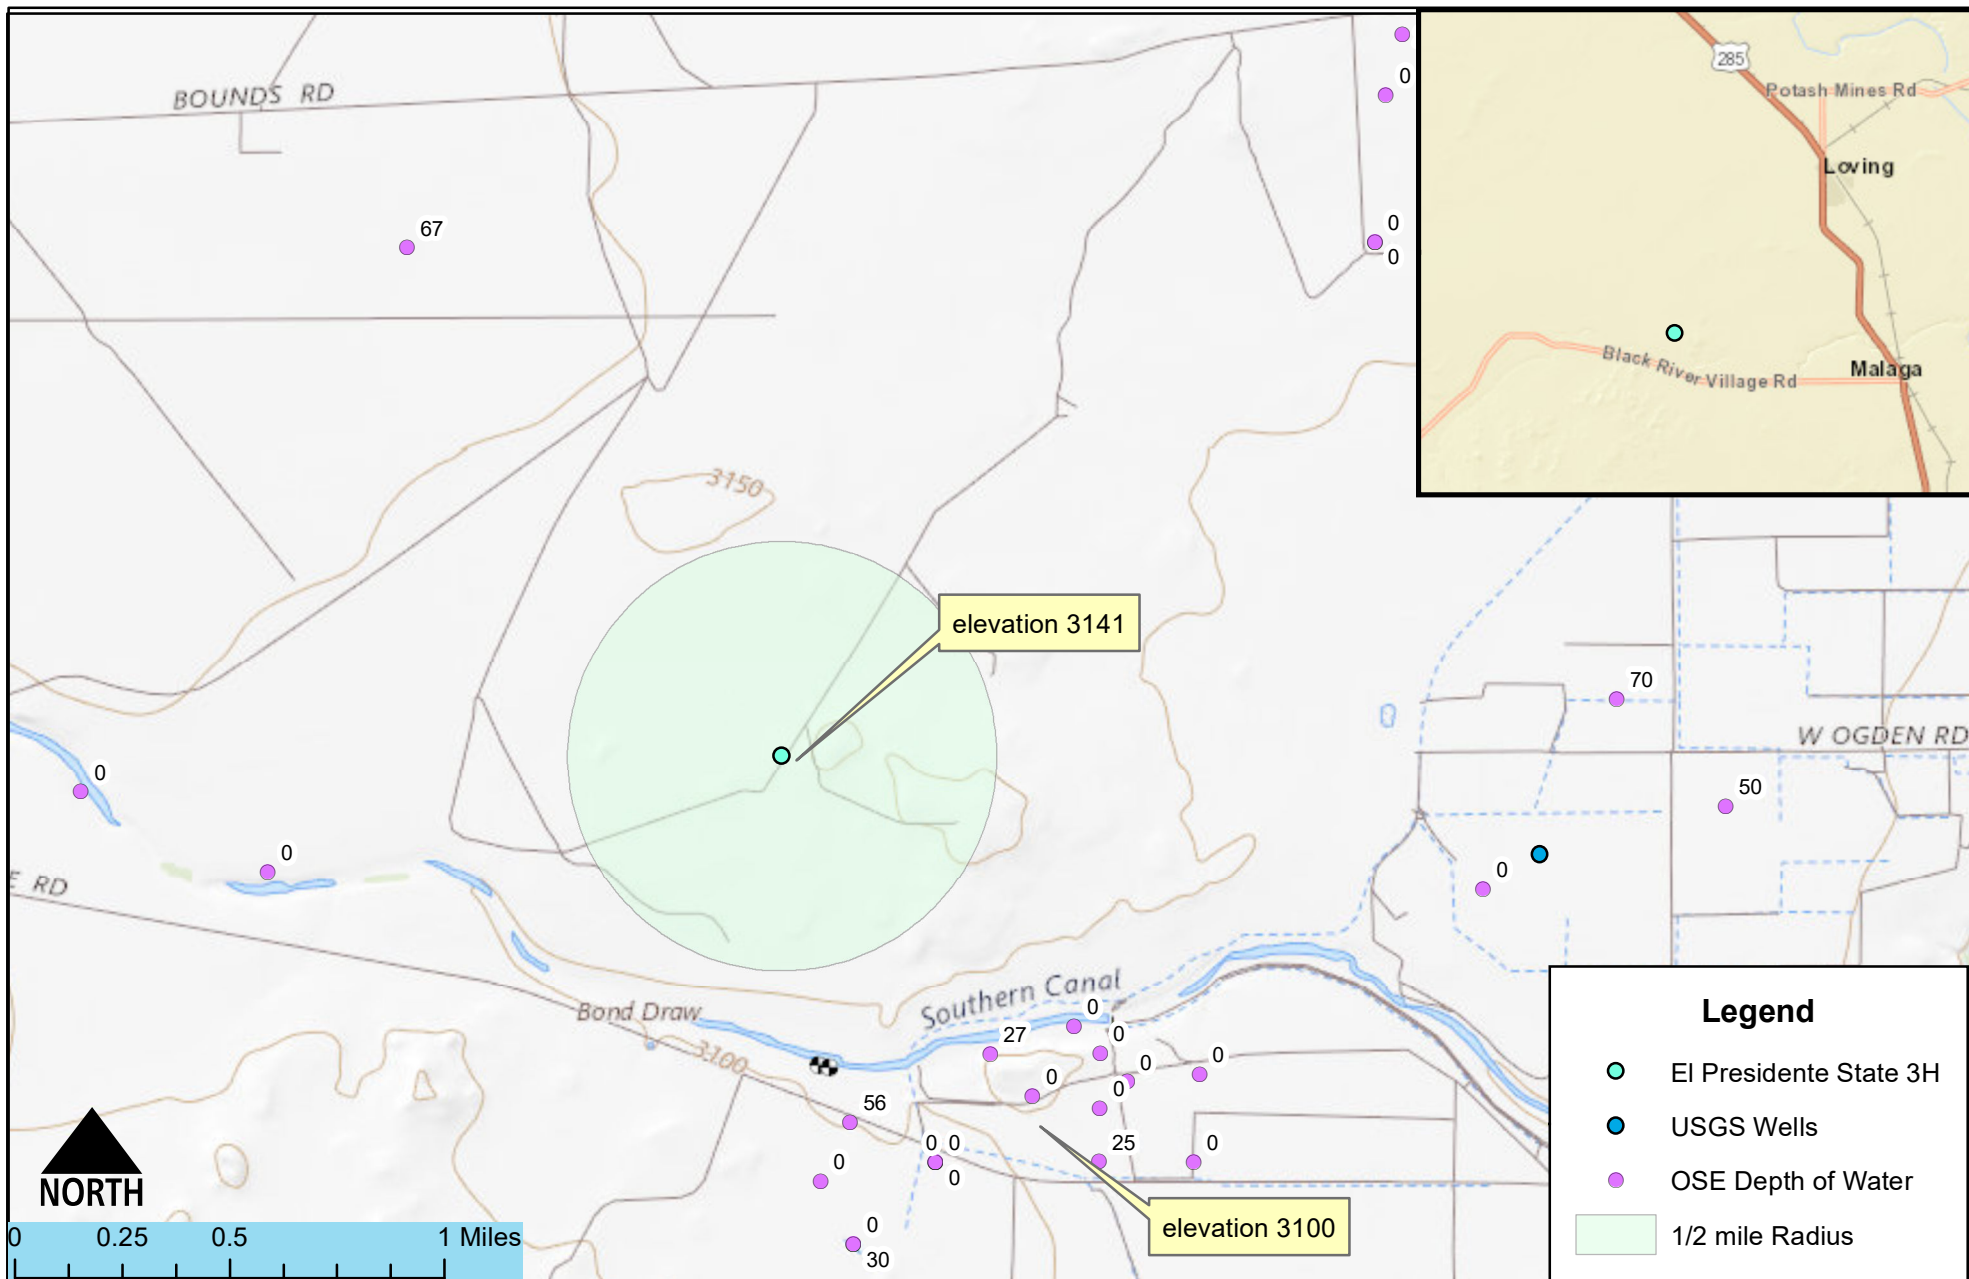 BOUNDS RD
0
67
0
0
285
Potash Mines Rd
Loving
Black River Village Rd
Malaga
3150
elevation 3141
70
W OGDEN RD
0
50
0
0
E RD
Southern Canal
Bond Draw
3100
0
27
0
0
0
0
0
56
0 0
0
25
0
0
elevation 3100
0
30
NORTH
0 0.25 0.5 1 Miles
Legend
El Presidente State 3H
USGS Wells
OSE Depth of Water
1/2 mile Radius